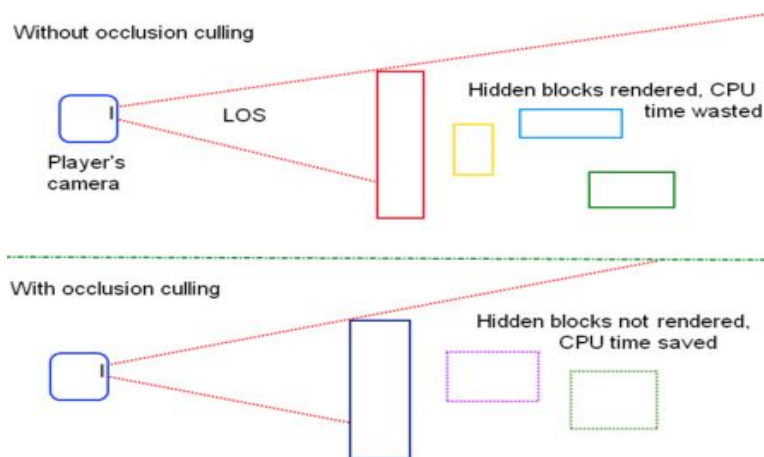 Without occlusion culling
Hidden blocks rendered, CPU
time wasted
LOS
Player's
camera
With occlusion culling
Hidden blocks not rendered,
CPU time saved